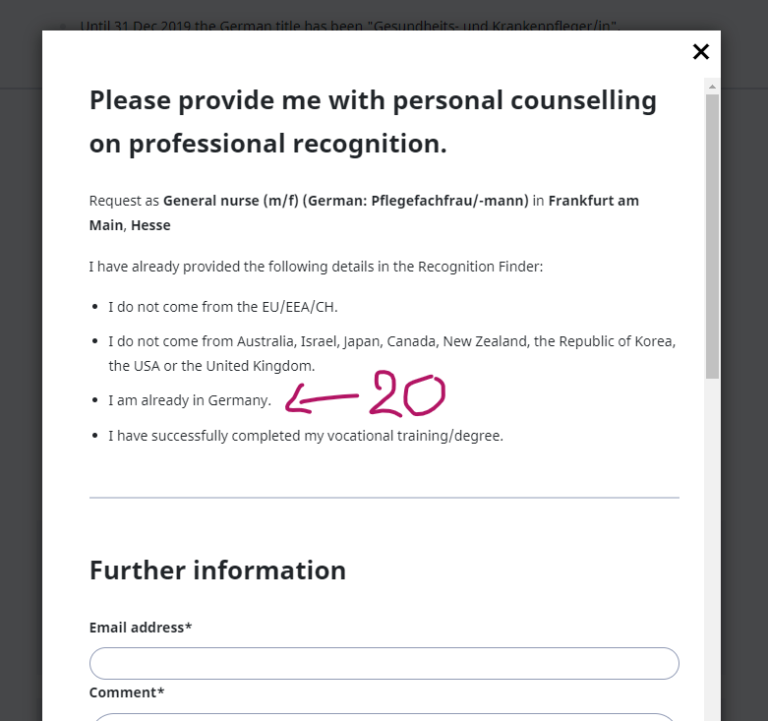 Until 31 Dec 2019 the German title has been "Gesundheits- und Krankenpfleger/in".
Please provide me with personal counselling
on professional recognition.
Request as General nurse (m/f) (German: Pflegefachfrau/-mann) in Frankfurt am
Main, Hesse
I have already provided the following details in the Recognition Finder:
• I do not come from the EU/EEA/CH.
• I do not come from Australia, Israel, Japan, Canada, New Zealand, the Republic of Korea,
the USA or the United Kingdom.
• I am already in Germany. ← 20
• I have successfully completed my vocational training/degree.
Further information
Email address*
Comment*